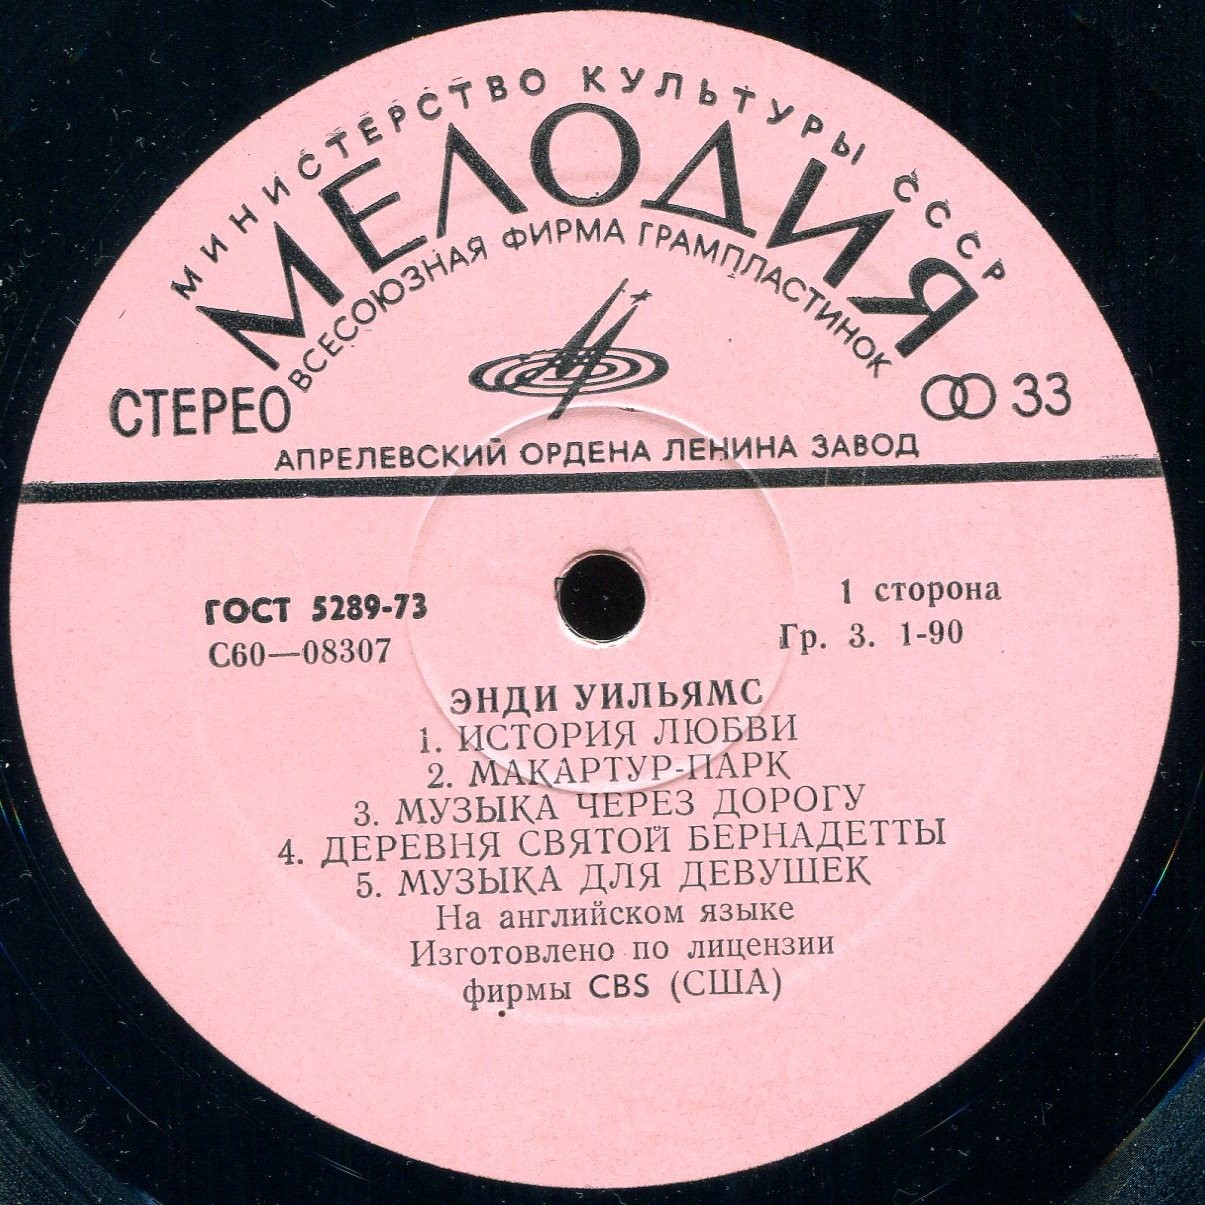 МИНИСТЕРСТВО КУЛЬТУРЫ СССР
МЕЛОДИЯ
ВСЕСОЮЗНАЯ ФИРМА ГРАМПЛАСТИНОК
СТЕРЕО
33
АПРЕЛЕВСКИЙ ОРДЕНА ЛЕНИНА ЗАВОД
ГОСТ 5289-73
С60—08307
1 сторона
Гр. 3. 1-90
ЭНДИ УИЛЬЯМС
1. ИСТОРИЯ ЛЮБВИ
2. МАКАРТУР-ПАРК
3. МУЗЫКА ЧЕРЕЗ ДОРОГУ
4. ДЕРЕВНЯ СВЯТОЙ БЕРНАДЕТТЫ
5. МУЗЫКА ДЛЯ ДЕВУШЕК
На английском языке
Изготовлено по лицензии
фирмы CBS (США)